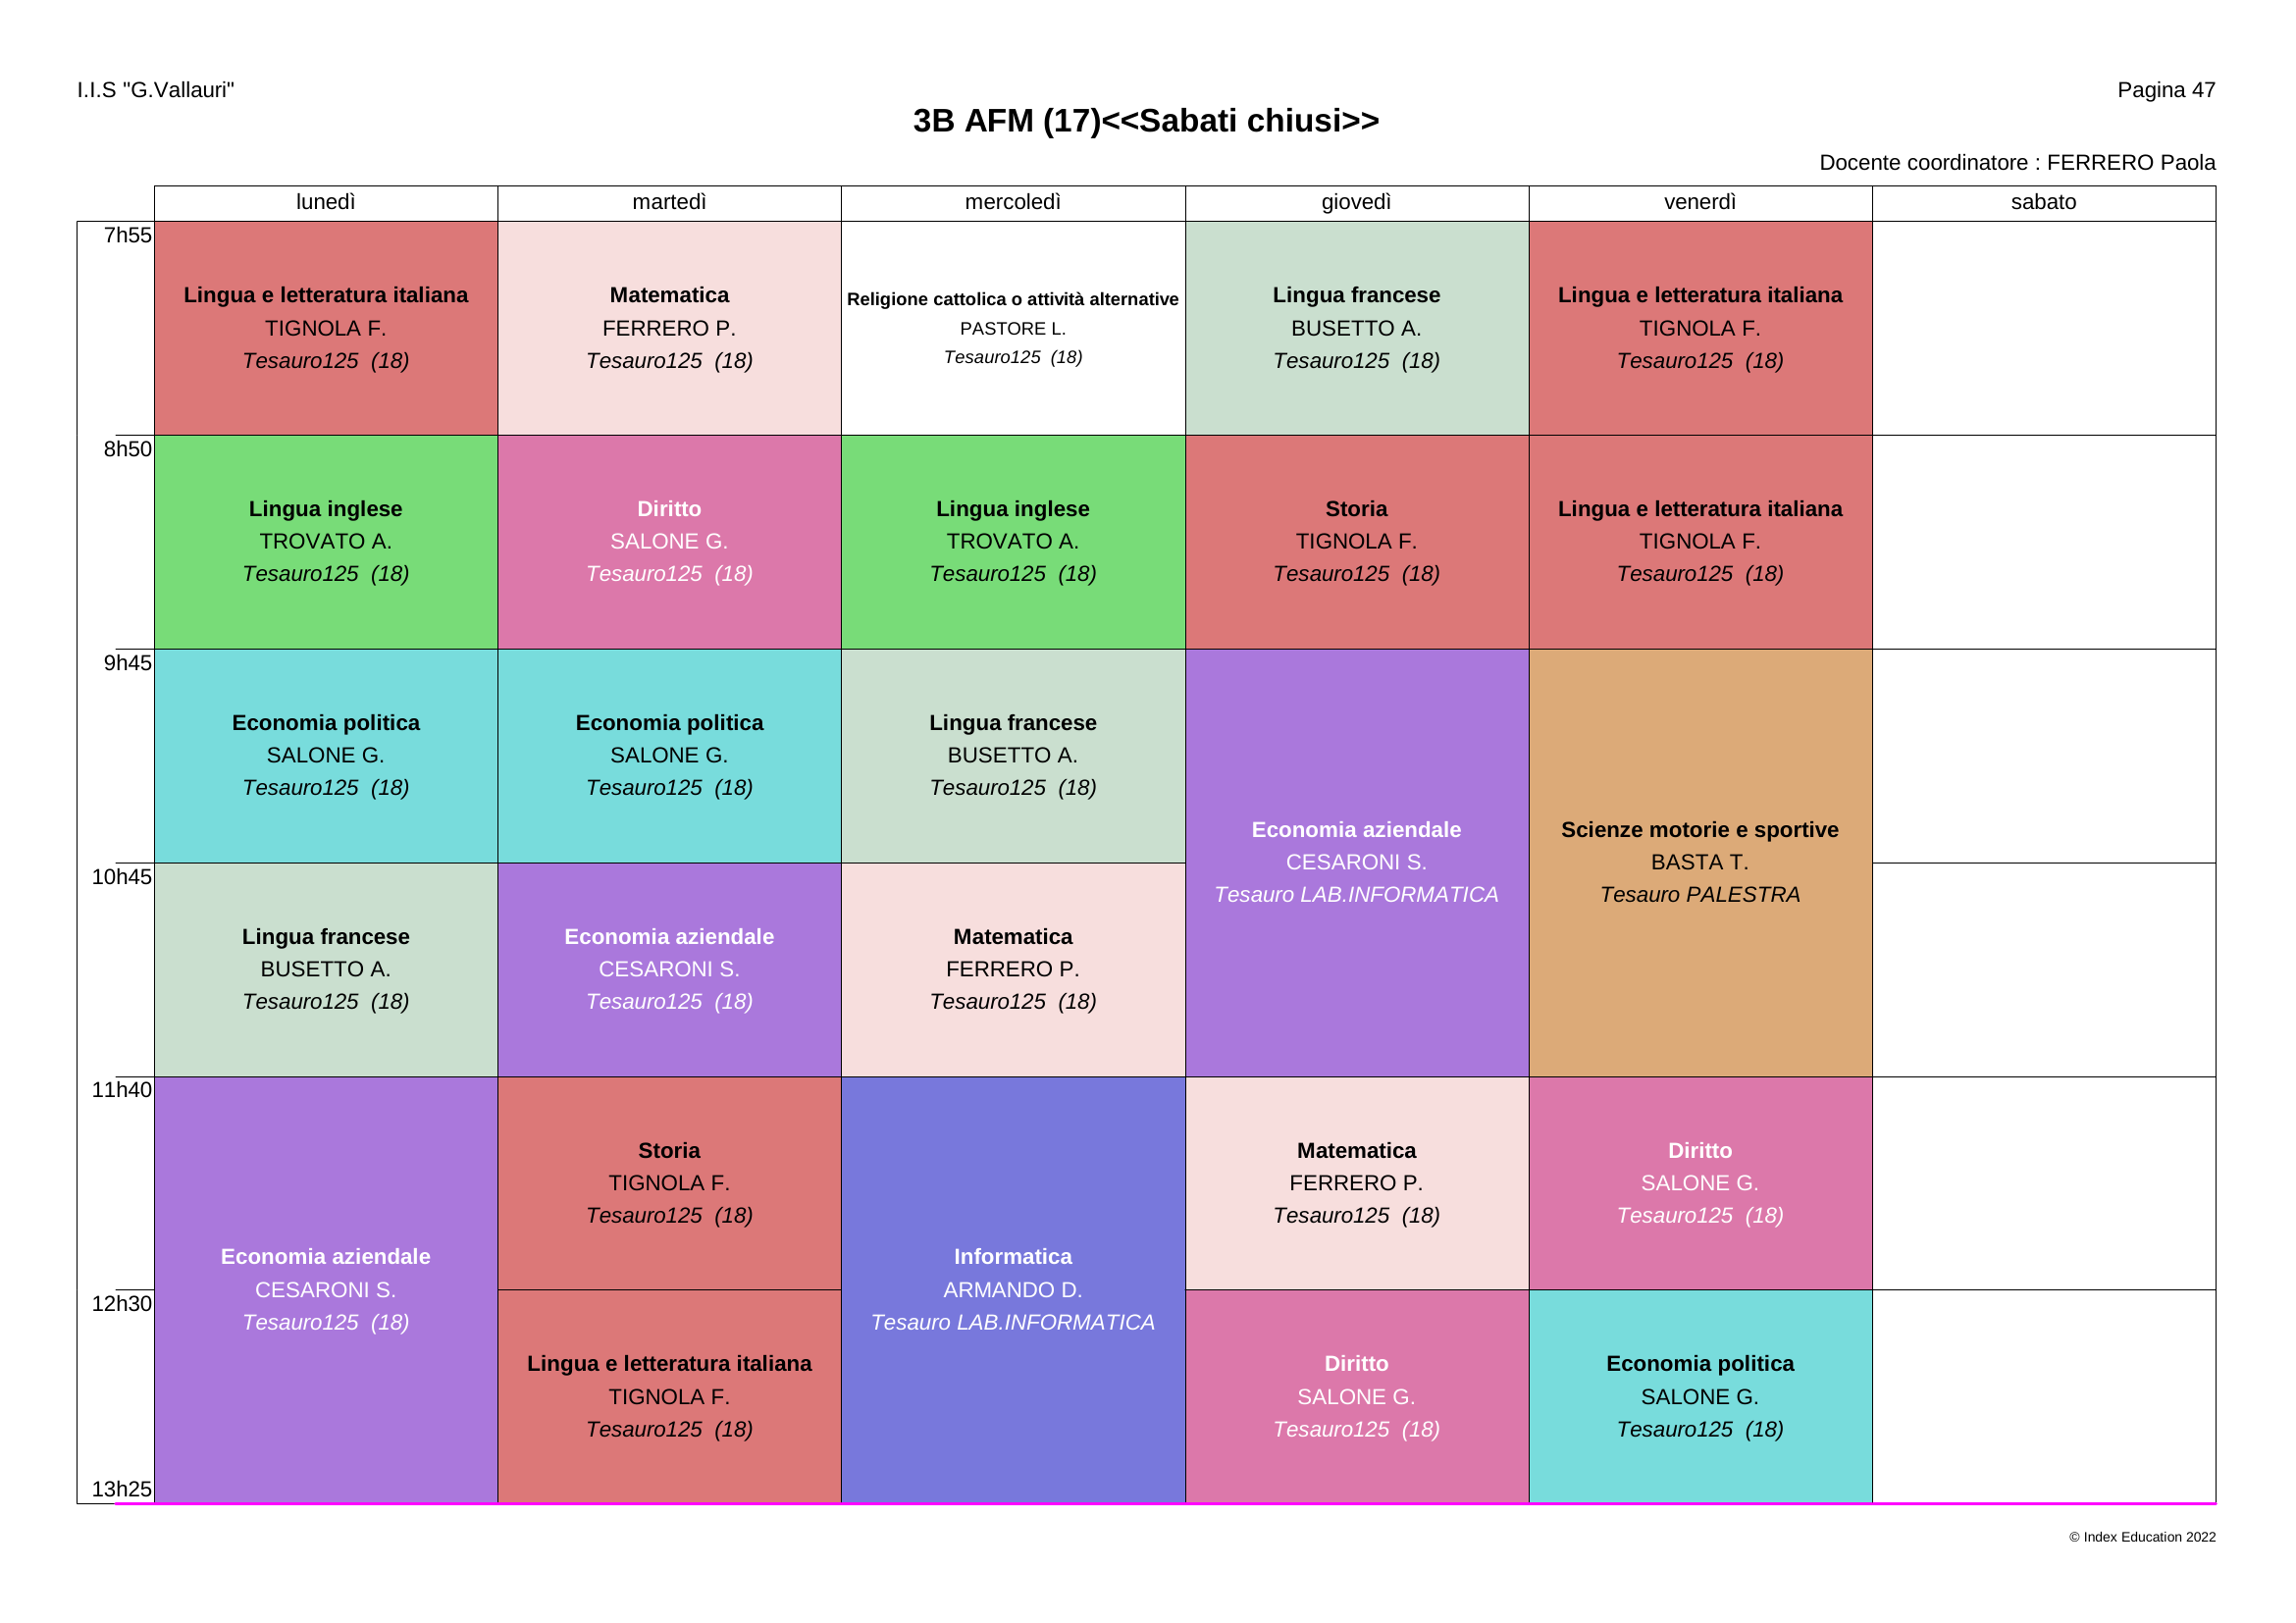 I.I.S "G.Vallauri"
Pagina 47
3B AFM (17)<<Sabati chiusi>>
Docente coordinatore : FERRERO Paola
lunedì
martedì
mercoledì
giovedì
venerdì
sabato
7h55
Lingua e letteratura italiana
TIGNOLA F.
Tesauro125 (18)
Matematica
FERRERO P.
Tesauro125 (18)
Religione cattolica o attività alternative
PASTORE L.
Tesauro125 (18)
Lingua francese
BUSETTO A.
Tesauro125 (18)
Lingua e letteratura italiana
TIGNOLA F.
Tesauro125 (18)
8h50
Lingua inglese
TROVATO A.
Tesauro125 (18)
Diritto
SALONE G.
Tesauro125 (18)
Lingua inglese
TROVATO A.
Tesauro125 (18)
Storia
TIGNOLA F.
Tesauro125 (18)
Lingua e letteratura italiana
TIGNOLA F.
Tesauro125 (18)
9h45
Economia politica
SALONE G.
Tesauro125 (18)
Economia politica
SALONE G.
Tesauro125 (18)
Lingua francese
BUSETTO A.
Tesauro125 (18)
Economia aziendale
CESARONI S.
Tesauro LAB.INFORMATICA
Scienze motorie e sportive
BASTA T.
Tesauro PALESTRA
10h45
Lingua francese
BUSETTO A.
Tesauro125 (18)
Economia aziendale
CESARONI S.
Tesauro125 (18)
Matematica
FERRERO P.
Tesauro125 (18)
11h40
Economia aziendale
CESARONI S.
Tesauro125 (18)
Storia
TIGNOLA F.
Tesauro125 (18)
Informatica
ARMANDO D.
Tesauro LAB.INFORMATICA
Matematica
FERRERO P.
Tesauro125 (18)
Diritto
SALONE G.
Tesauro125 (18)
12h30
Lingua e letteratura italiana
TIGNOLA F.
Tesauro125 (18)
Diritto
SALONE G.
Tesauro125 (18)
Economia politica
SALONE G.
Tesauro125 (18)
13h25
© Index Education 2022